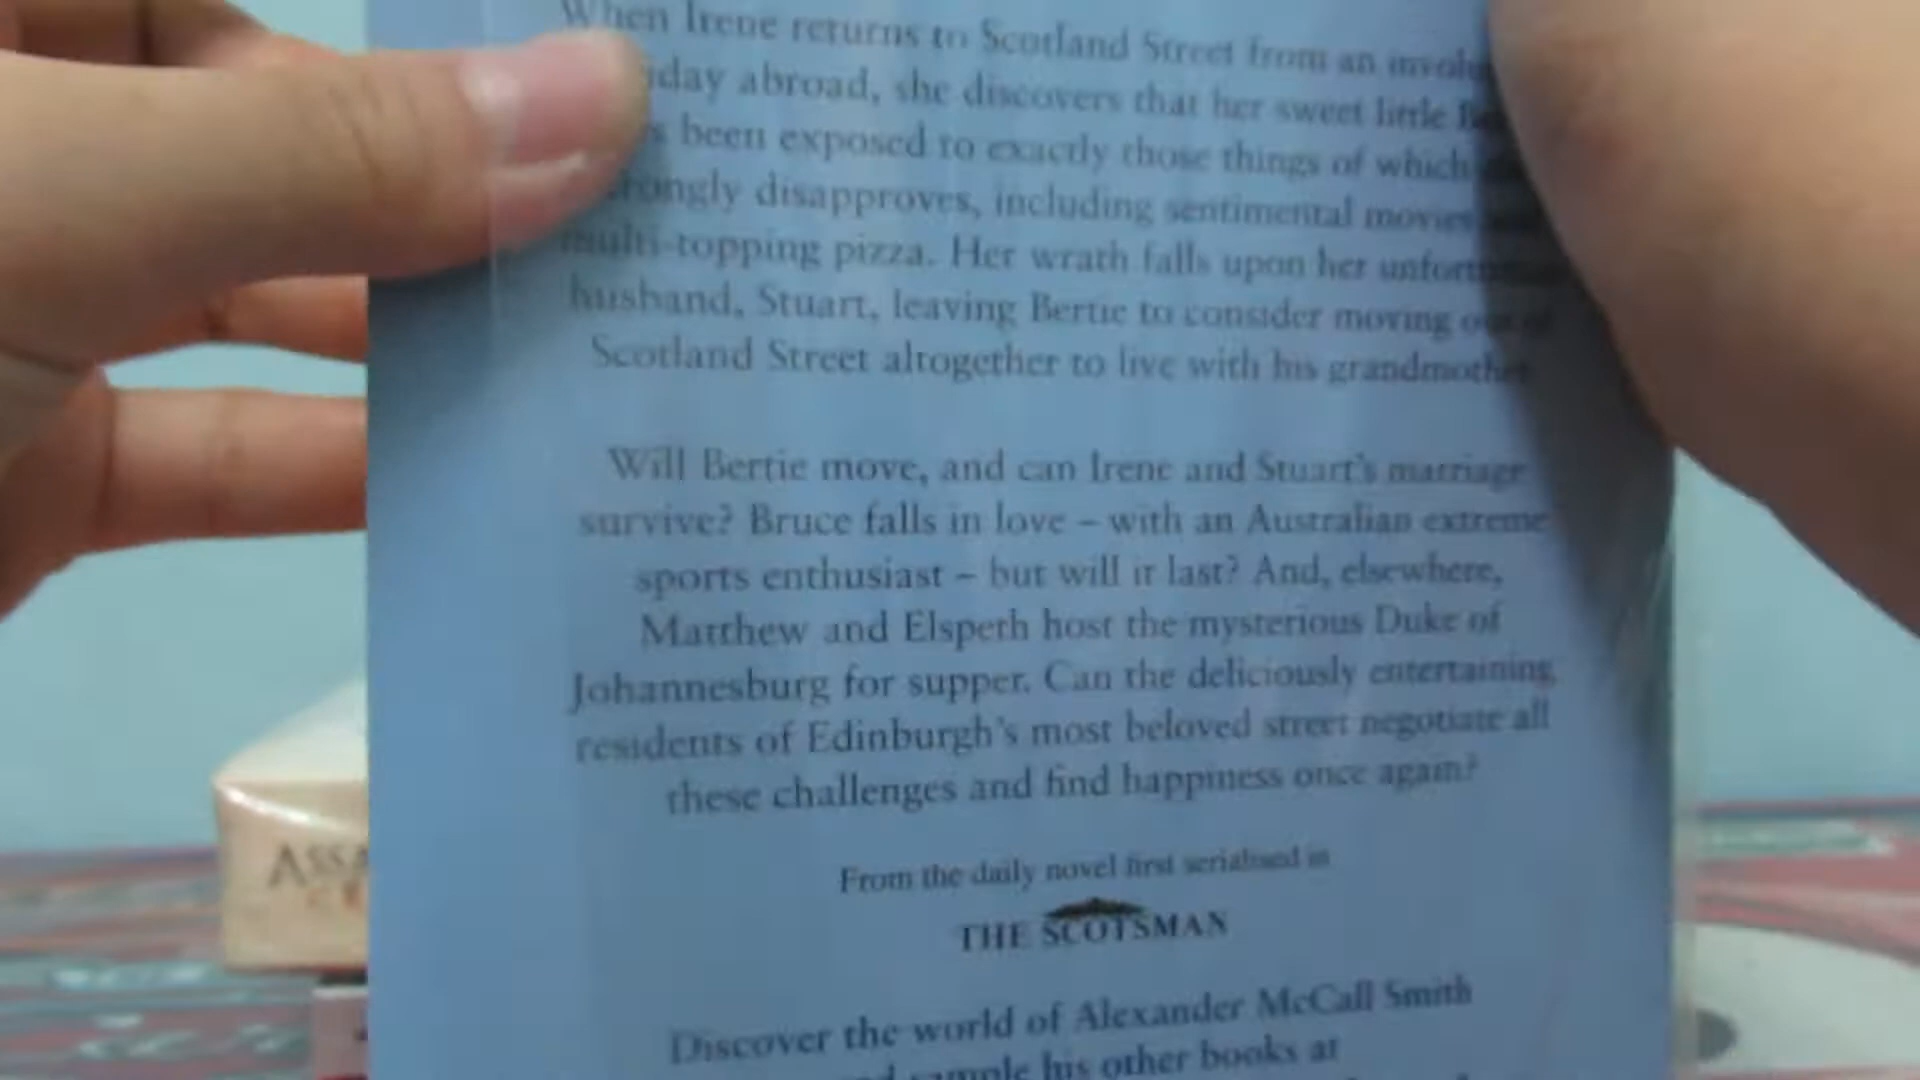 When Irene returns to Scotland Street from an
abroad, she discovers that her sweet little
been exposed to exactly those things of which
disapproves, including sentimental movies
multi-topping pizza. Her wrath falls upon her
husband, Stuart, leaving Bertie to consider moving
Scotland Street altogether to live with his grandmother
Will Bertie move, and can Irene and Stuart's marriage
survive? Bruce falls in love – with an Australian extreme
sports enthusiast – but will it last? And, elsewhere,
Matthew and Elspeth host the mysterious Duke of
Johannesburg for supper. Can the deliciously entertaining
residents of Edinburgh's most beloved street negotiate all
these challenges and find happiness once again?
From the daily novel first serialised in
THE SCOTSMAN
Discover the world of Alexander McCall Smith
sample his other books at
ASSA